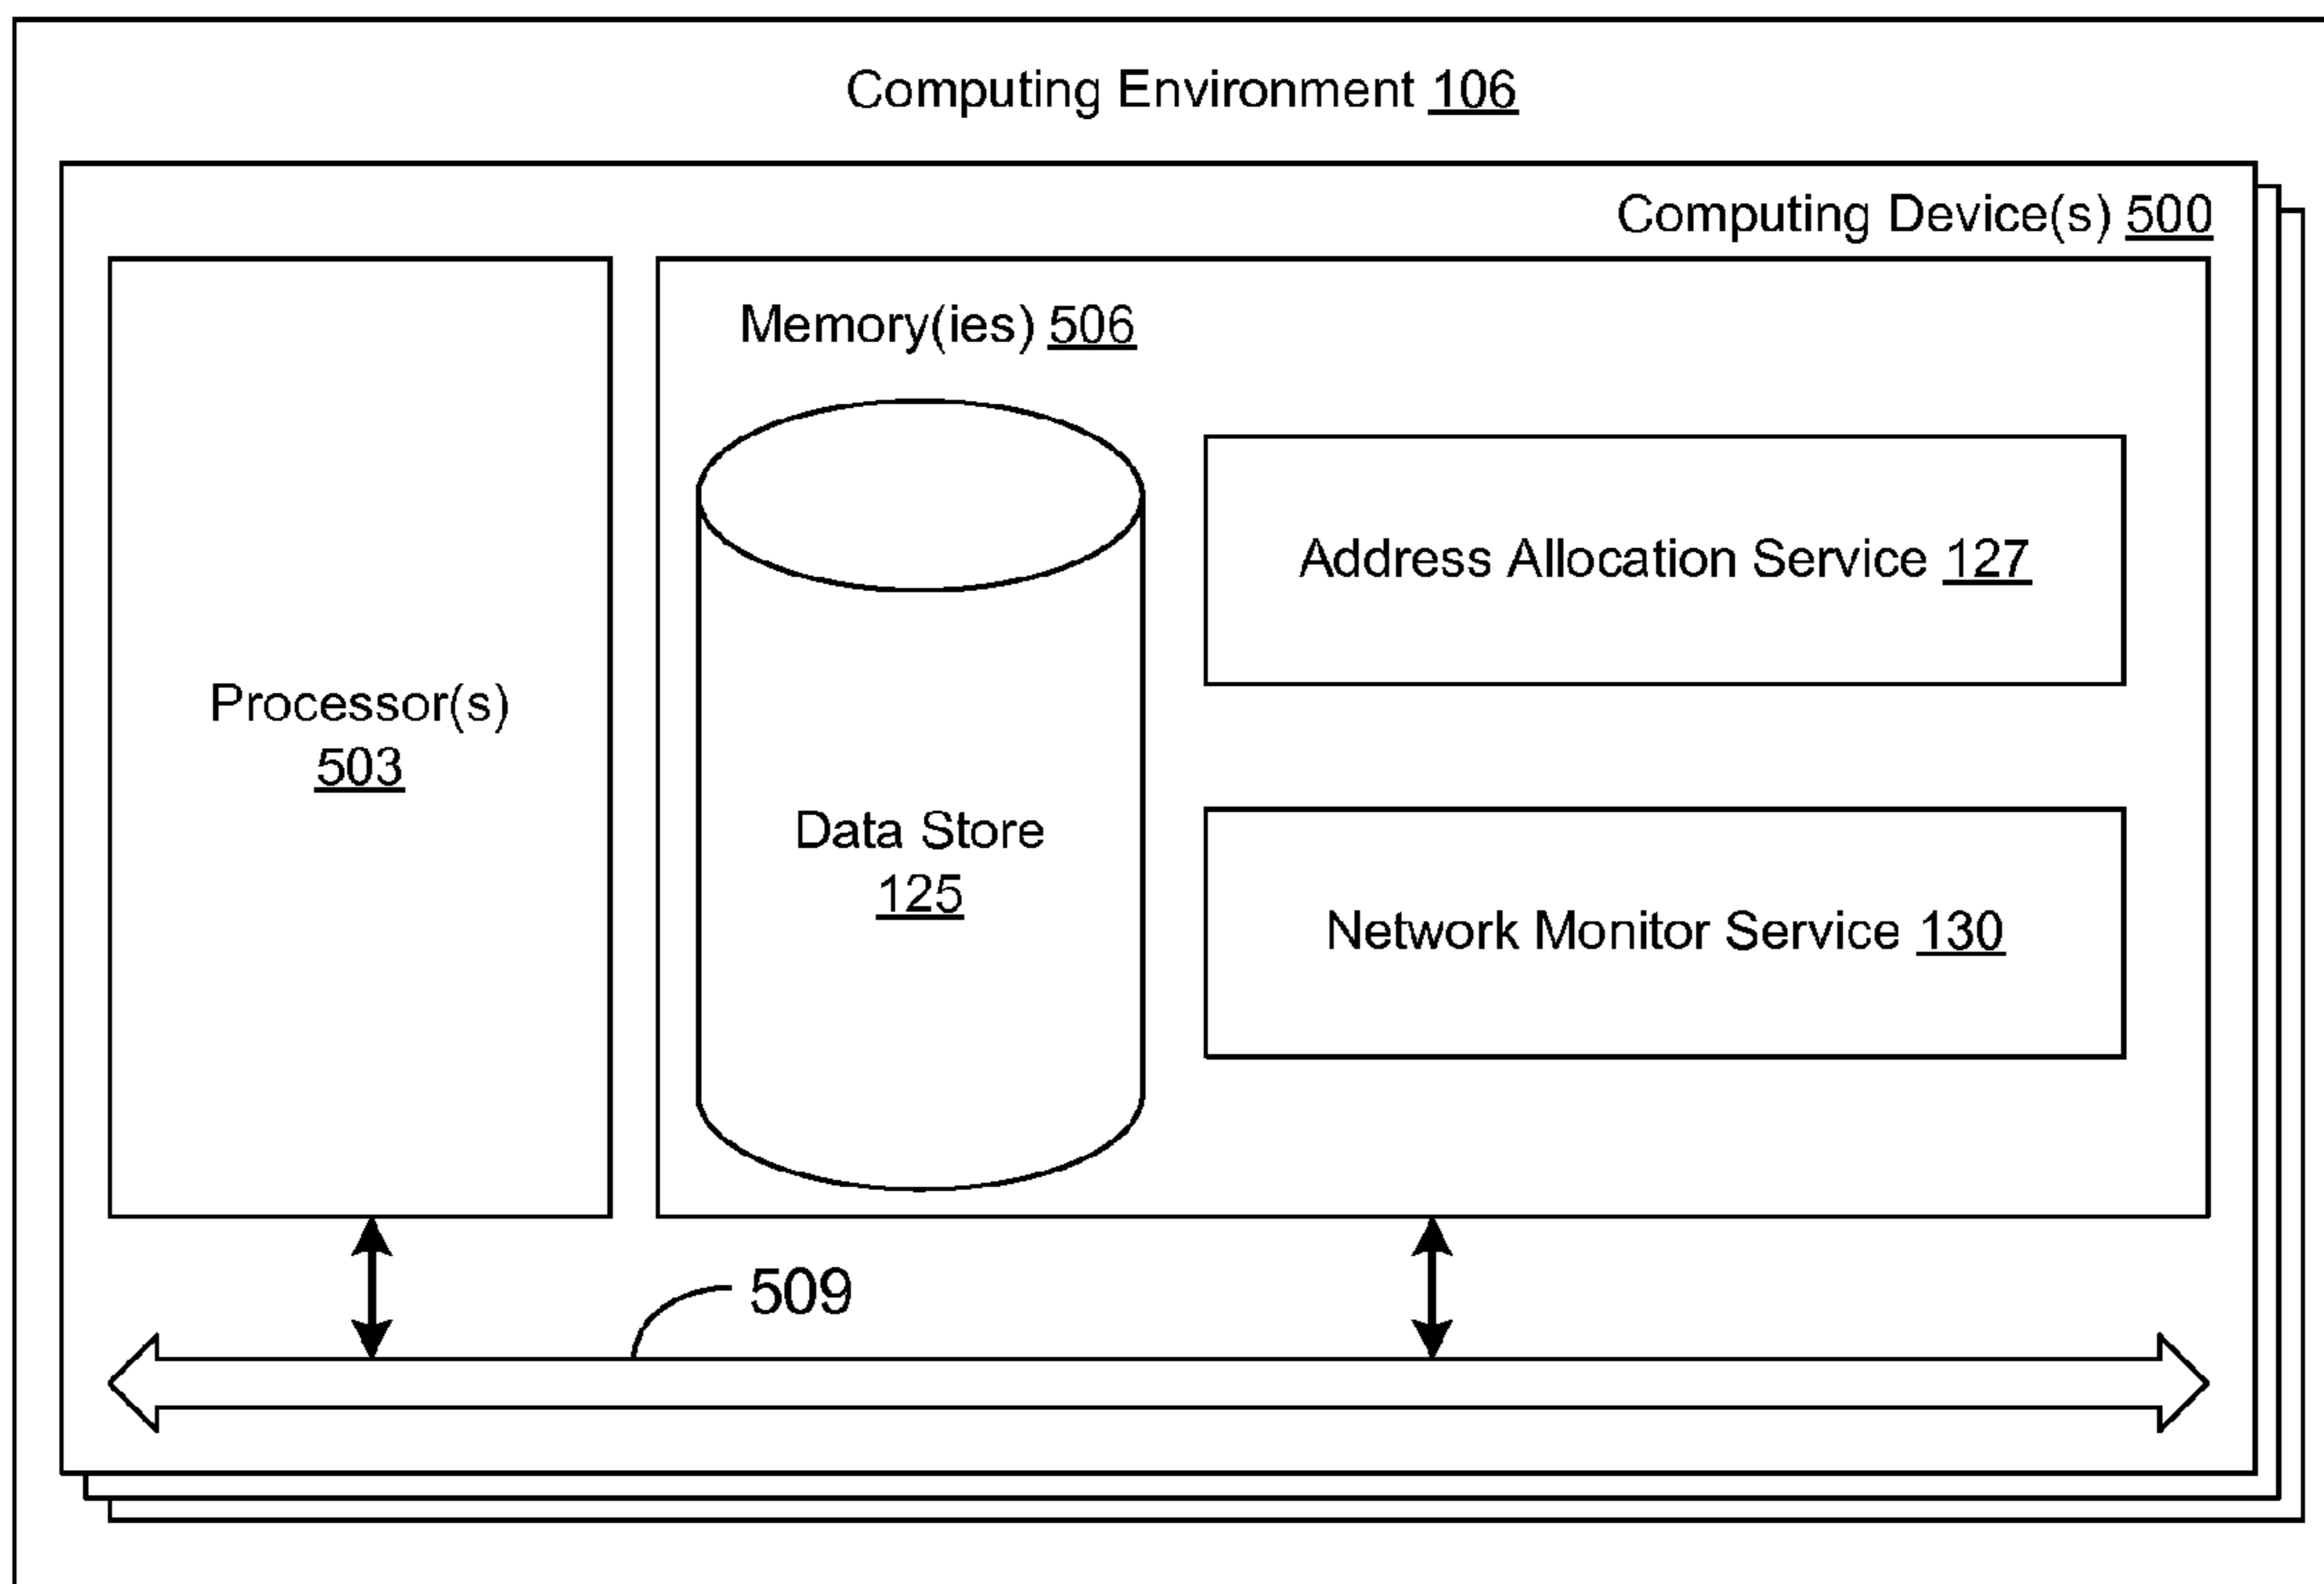 Computing Environment 106
Computing Device(s) 500
Memory(ies) 506
Address Allocation Service 127
Processor(s)
503
Data Store
125
Network Monitor Service 130
509